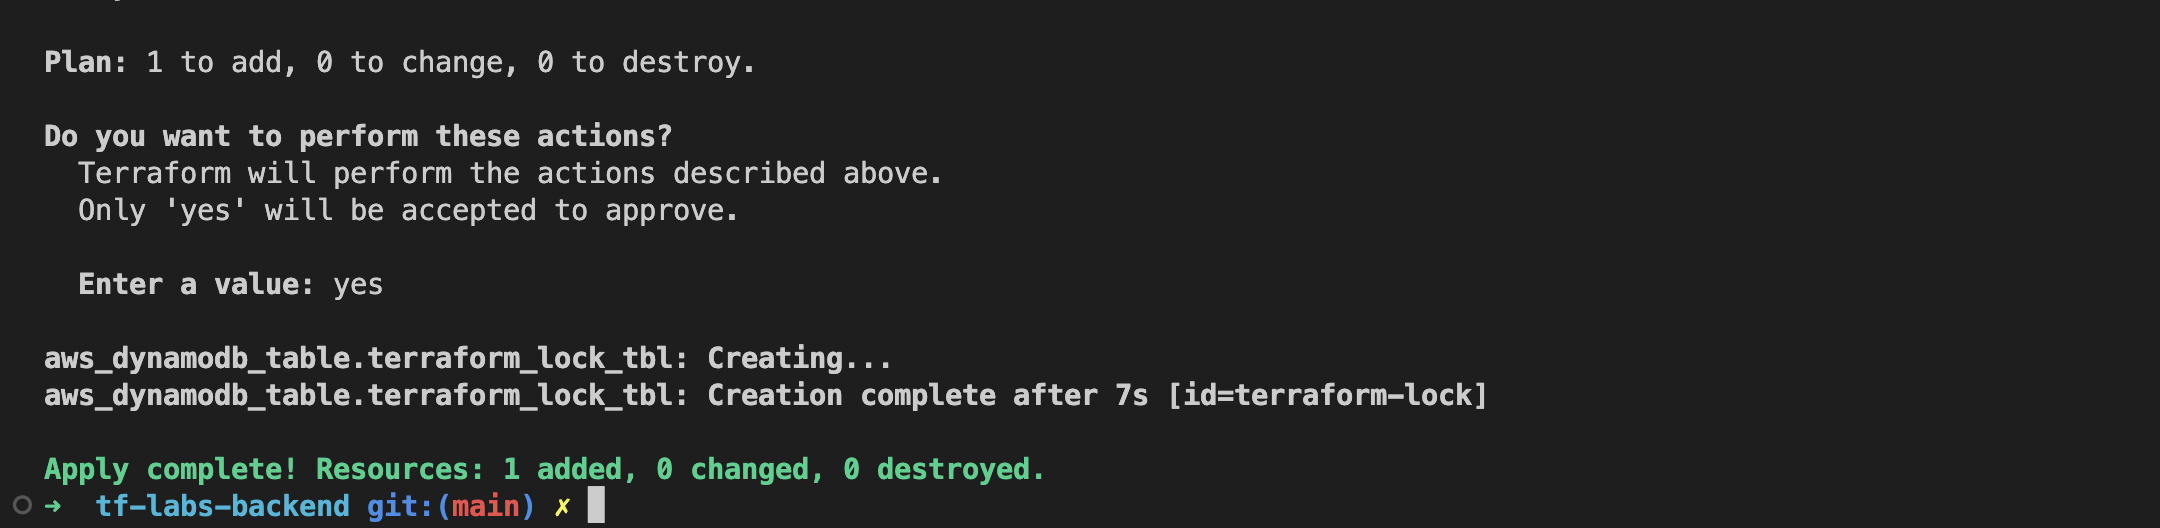 Plan: 1 to add, 0 to change, 0 to destroy.
Do you want to perform these actions?
Terraform will perform the actions described above.
Only 'yes' will be accepted to approve.
Enter a value: yes
aws_dynamodb_table.terraform_lock_tbl: Creating...
aws_dynamodb_table.terraform_lock_tbl: Creation complete after 7s [id=terraform-lock]
Apply complete! Resources: 1 added, 0 changed, 0 destroyed.
➜ tf-labs-backend git:(main) ✗